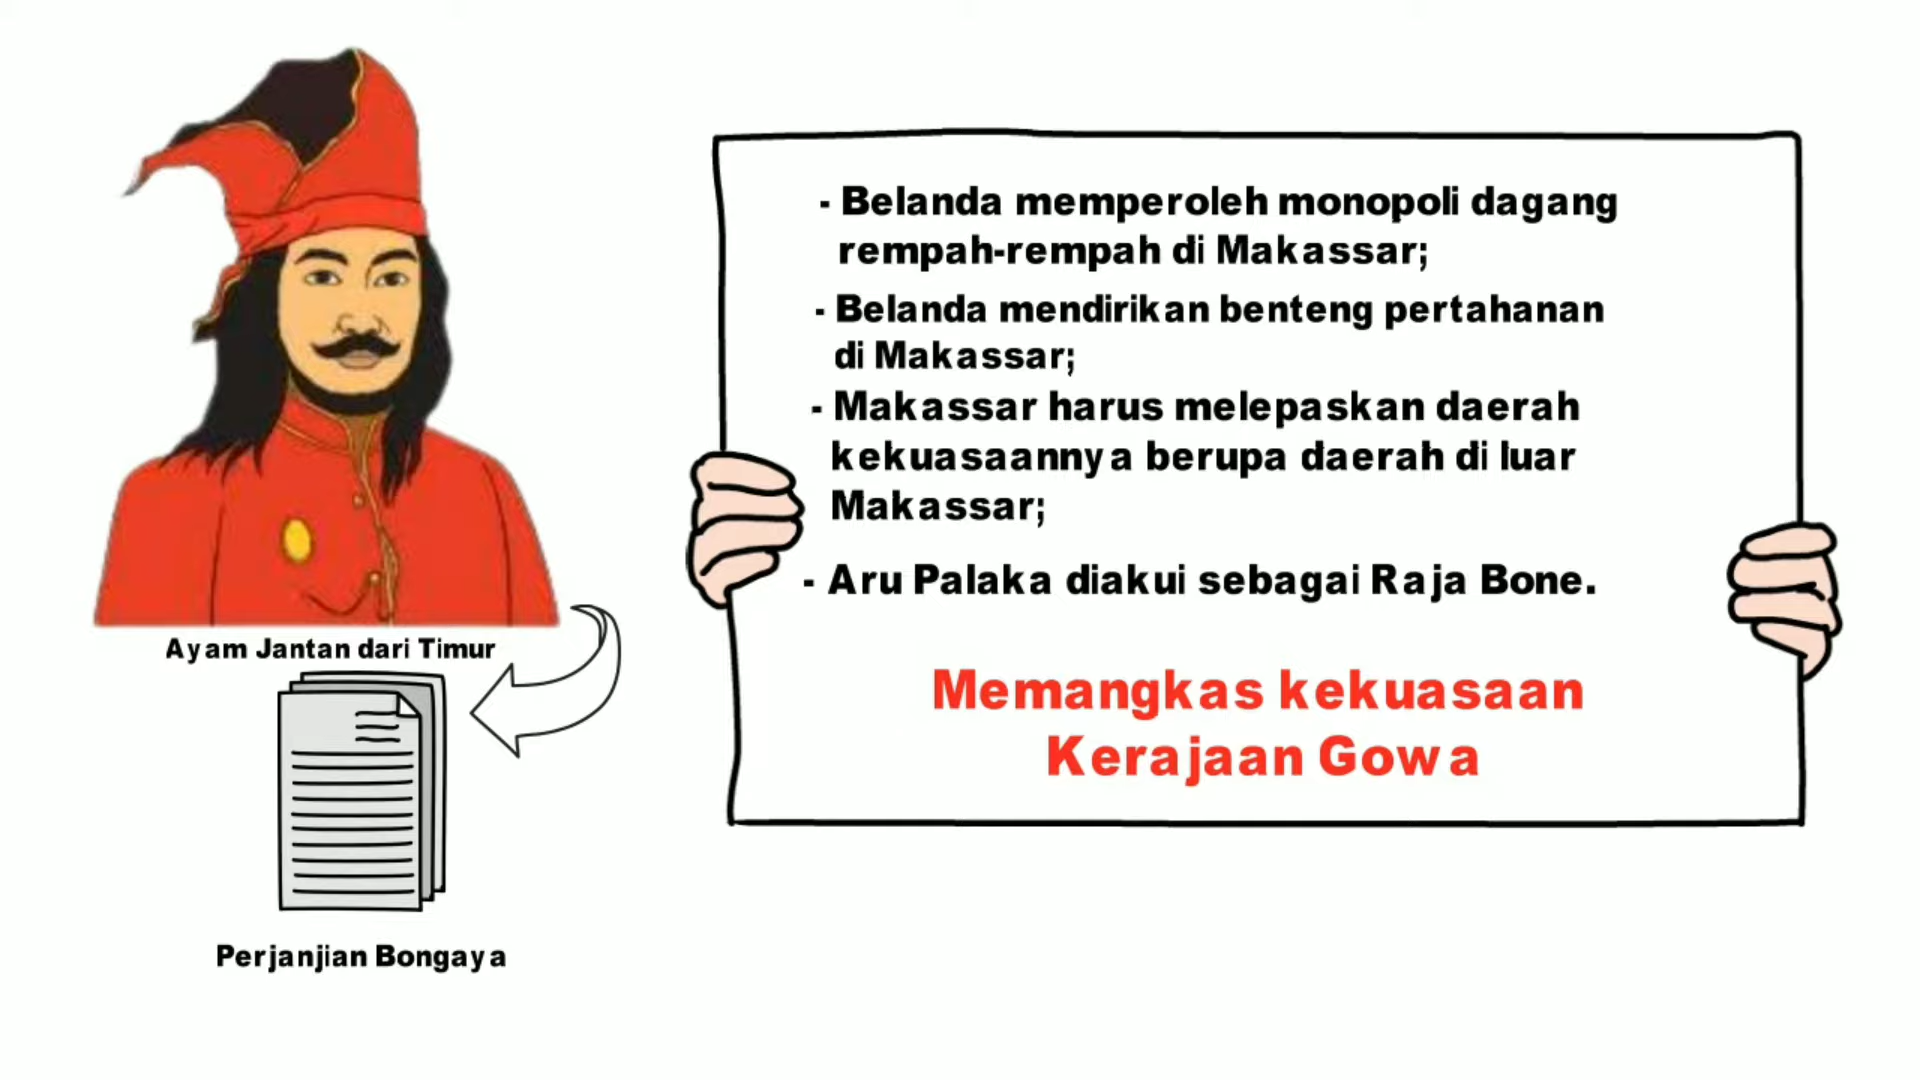 Ayam Jantan dari Timur
Perjanjian Bongaya
- Belanda memperoleh monopoli dagang
rempah-rempah di Makassar;
- Belanda mendirikan benteng pertahanan
di Makassar;
- Makassar harus melepaskan daerah
kekuasaannya berupa daerah di luar
Makassar;
- Aru Palaka diakui sebagai Raja Bone.
Memangkas kekuasaan
Kerajaan Gowa